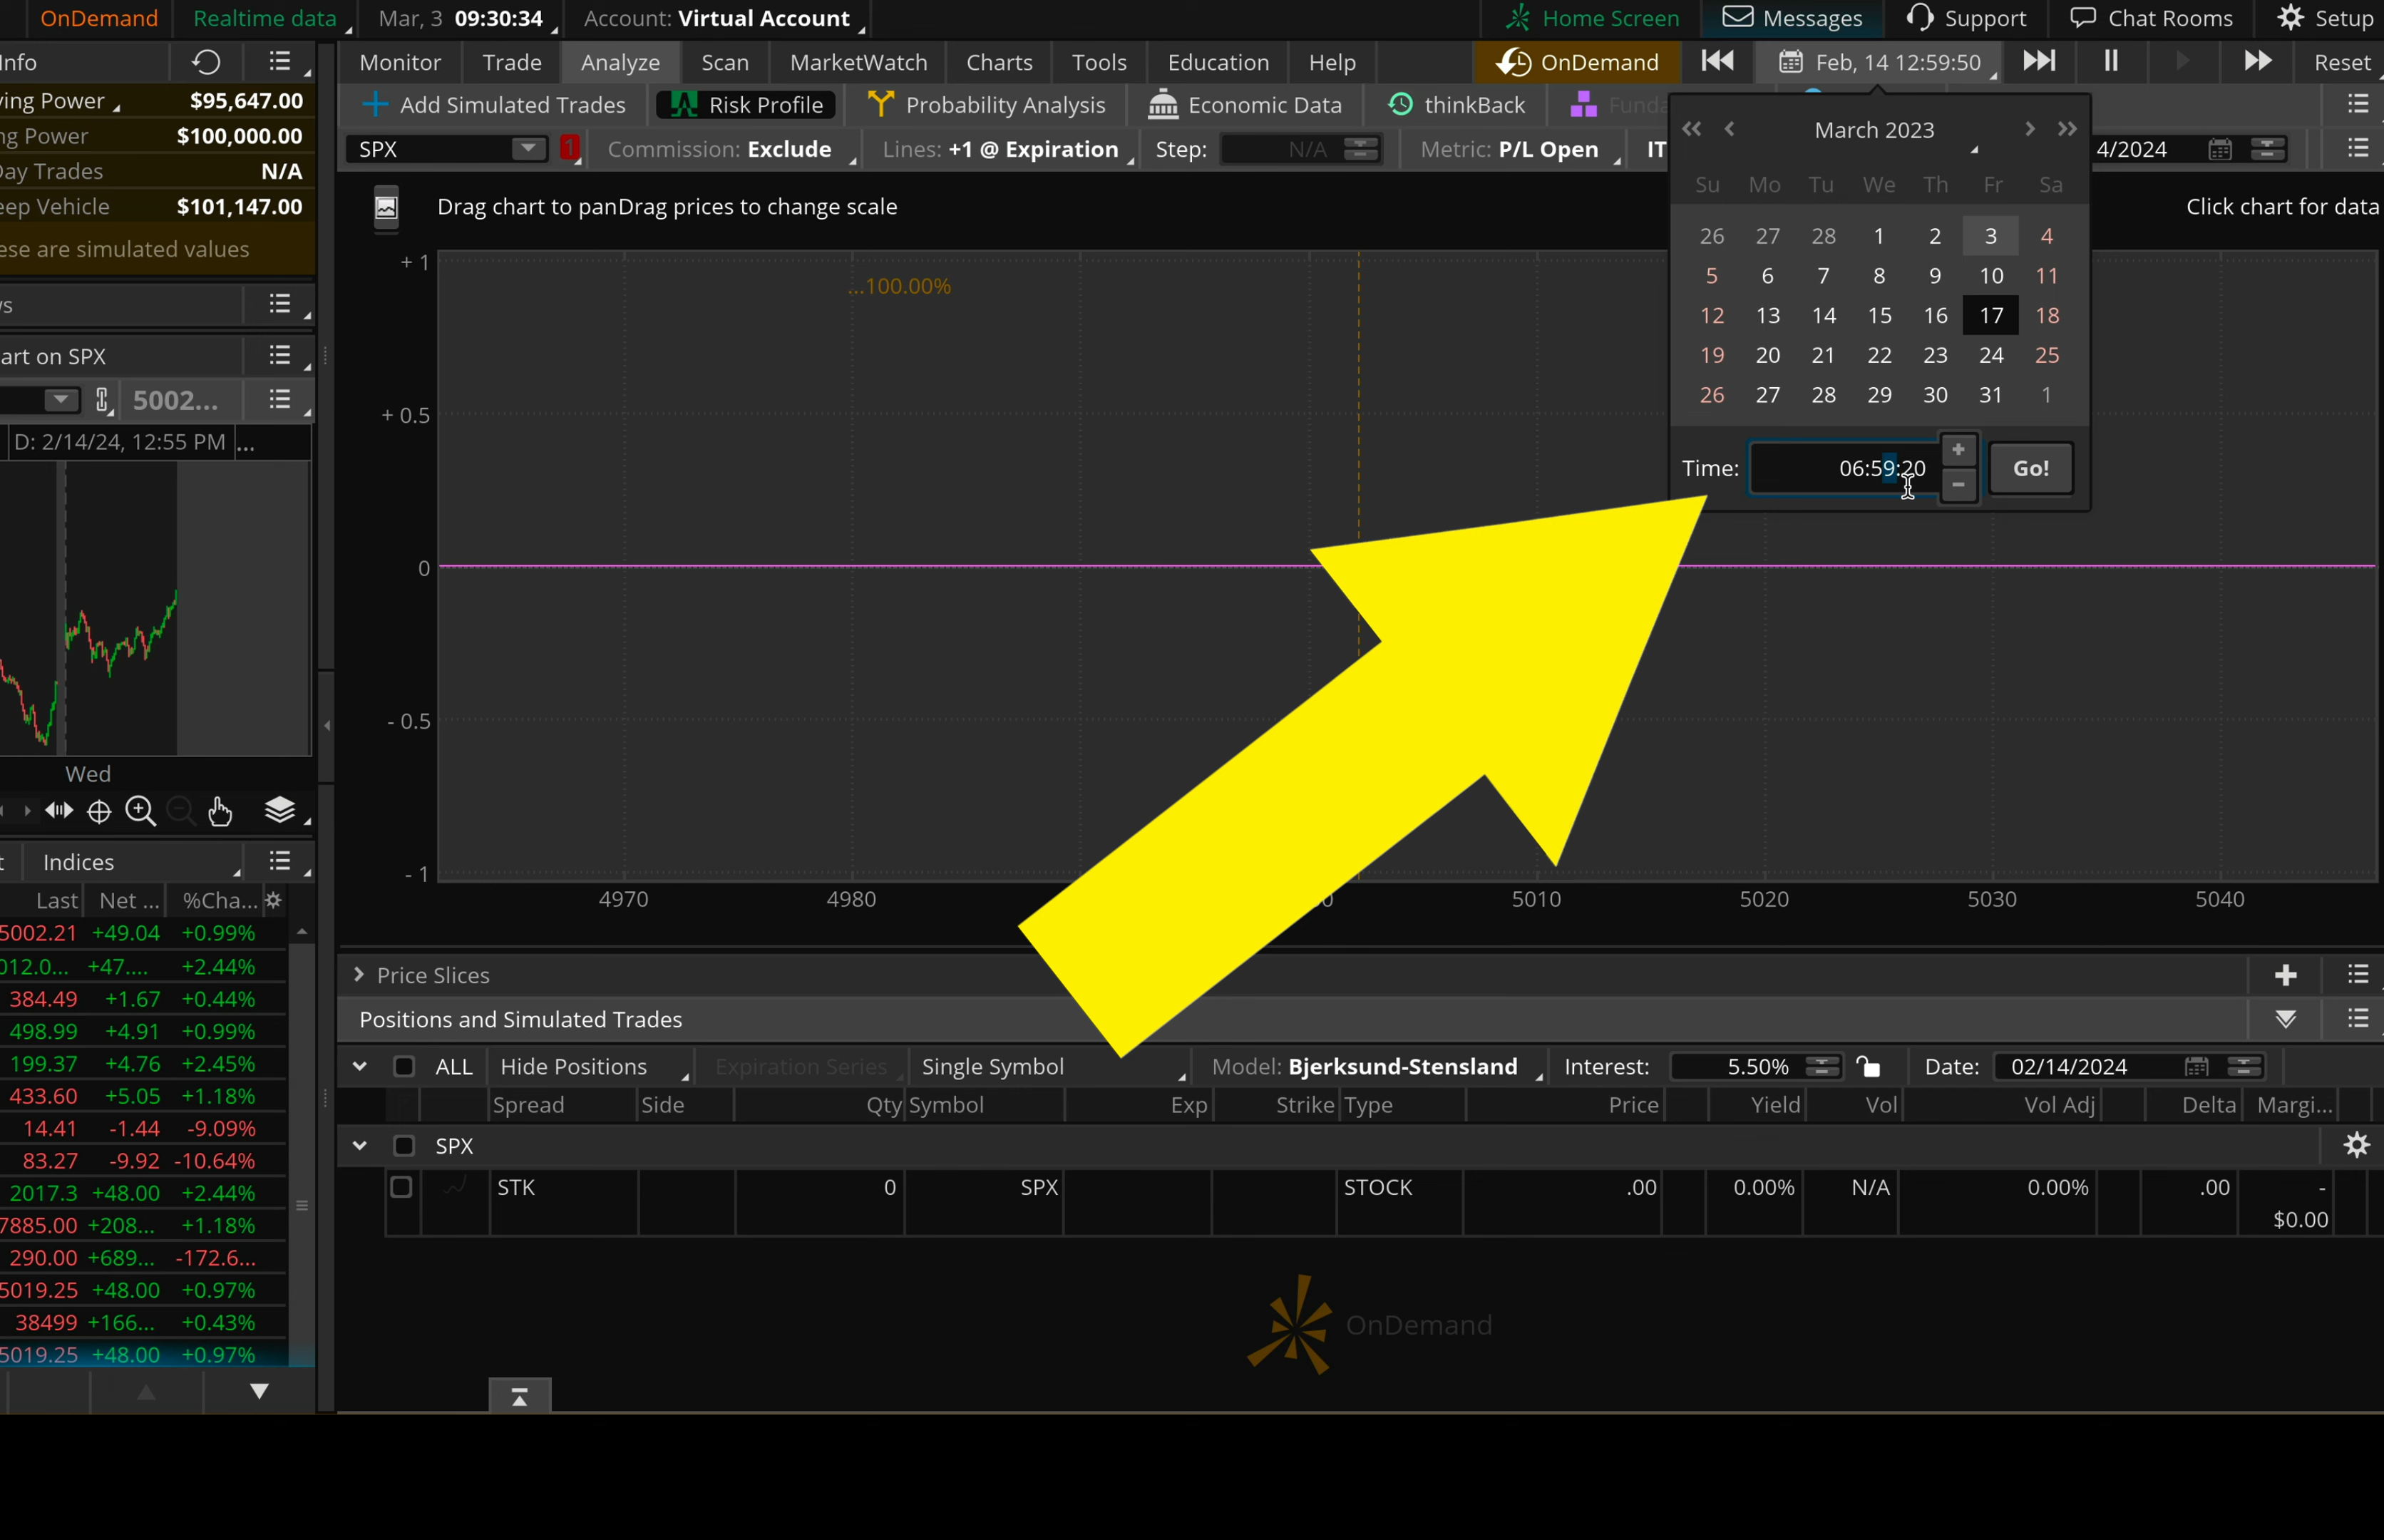 OnDemand Realtime data Mar, 3 09:30:34 Account: Virtual Account Home Screen Messages Support Chat Rooms Setup
Info
Monitor Trade Analyze Scan MarketWatch Charts Tools Education Help OnDemand Feb, 14 12:59:50 Reset
Power $95,647.00
Add Simulated Trades Risk Profile Probability Analysis Economic Data thinkBack
Power $100,000.00
SPX 1 Commission: Exclude Lines: +1 @ Expiration Step: N/A Metric: P/L Open IT 4/2024
Day Trades N/A
Vehicle $101,147.00
these are simulated values
Drag chart to panDrag prices to change scale
Click chart for data
March 2023
Su Mo Tu We Th Fr Sa
26 27 28 1 2 3 4
5 6 7 8 9 10 11
12 13 14 15 16 17 18
19 20 21 22 23 24 25
26 27 28 29 30 31 1
Time: 06:59:20 Go!
+ 1
...100.00%
+ 0.5
0
- 0.5
- 1
4970 4980 5010 5020 5030 5040
on SPX
5002...
D: 2/14/24, 12:55 PM ...
Wed
Indices
Last Net ... %Cha...
5002.21 +49.04 +0.99%
012.0... +47.... +2.44%
384.49 +1.67 +0.44%
498.99 +4.91 +0.99%
199.37 +4.76 +2.45%
433.60 +5.05 +1.18%
14.41 -1.44 -9.09%
83.27 -9.92 -10.64%
2017.3 +48.00 +2.44%
7885.00 +208... +1.18%
290.00 +689... -172.6...
5019.25 +48.00 +0.97%
38499 +166... +0.43%
5019.25 +48.00 +0.97%
Price Slices
Positions and Simulated Trades
ALL Hide Positions Expiration Series Single Symbol Model: Bjerksund-Stensland Interest: 5.50% Date: 02/14/2024
Spread Side Qty Symbol Exp Strike Type Price Yield Vol Vol Adj Delta Margi...
SPX
STK 0 SPX STOCK .00 0.00% N/A 0.00% .00 -
$0.00
OnDemand